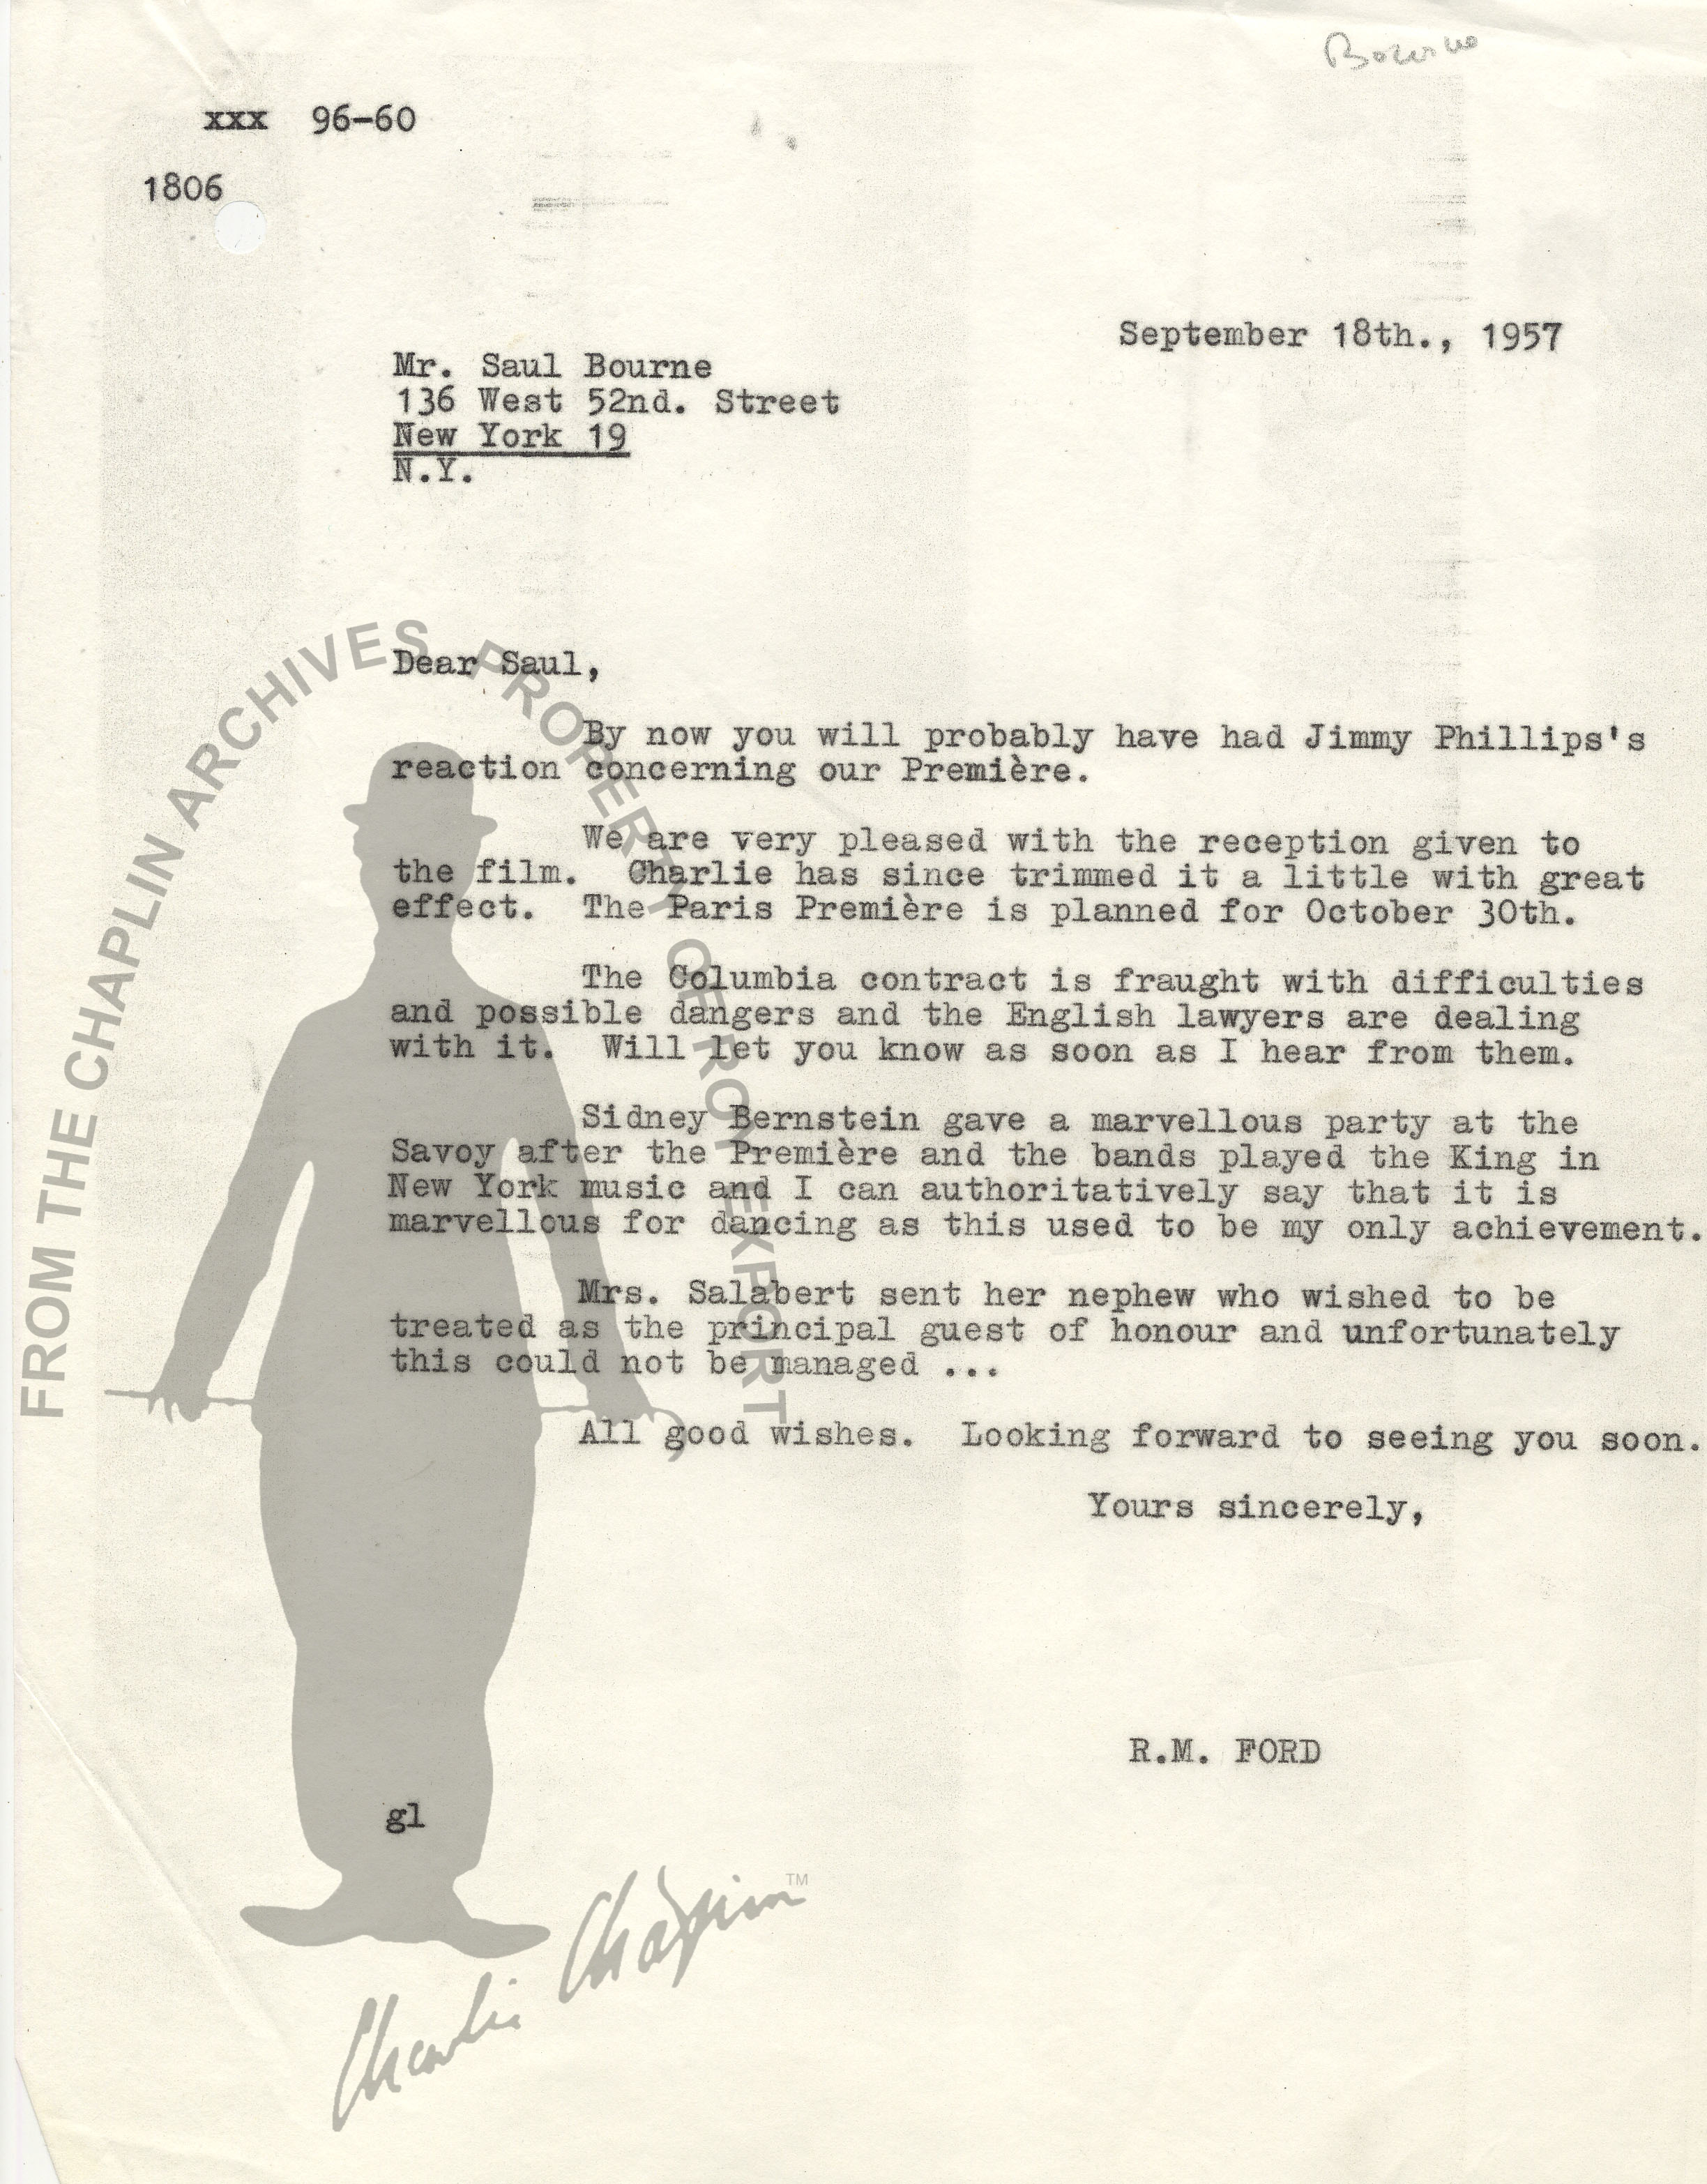 Bourne
xxx 96-60
1806
September 18th., 1957
Mr. Saul Bourne
136 West 52nd. Street
New York 19
N.Y.
Dear Saul,
By now you will probably have had Jimmy Phillips's
reaction concerning our Première.
We are very pleased with the reception given to
the film. Charlie has since trimmed it a little with great
effect. The Paris Première is planned for October 30th.
The Columbia contract is fraught with difficulties
and possible dangers and the English lawyers are dealing
with it. Will let you know as soon as I hear from them.
Sidney Bernstein gave a marvellous party at the
Savoy after the Première and the bands played the King in
New York music and I can authoritatively say that it is
marvellous for dancing as this used to be my only achievement.
Mrs. Salabert sent her nephew who wished to be
treated as the principal guest of honour and unfortunately
this could not be managed ...
All good wishes. Looking forward to seeing you soon.
Yours sincerely,
R.M. FORD
gl
FROM THE CHAPLIN ARCHIVES PROPERTY OF ROY EXPORT
Charlie Chaplin TM